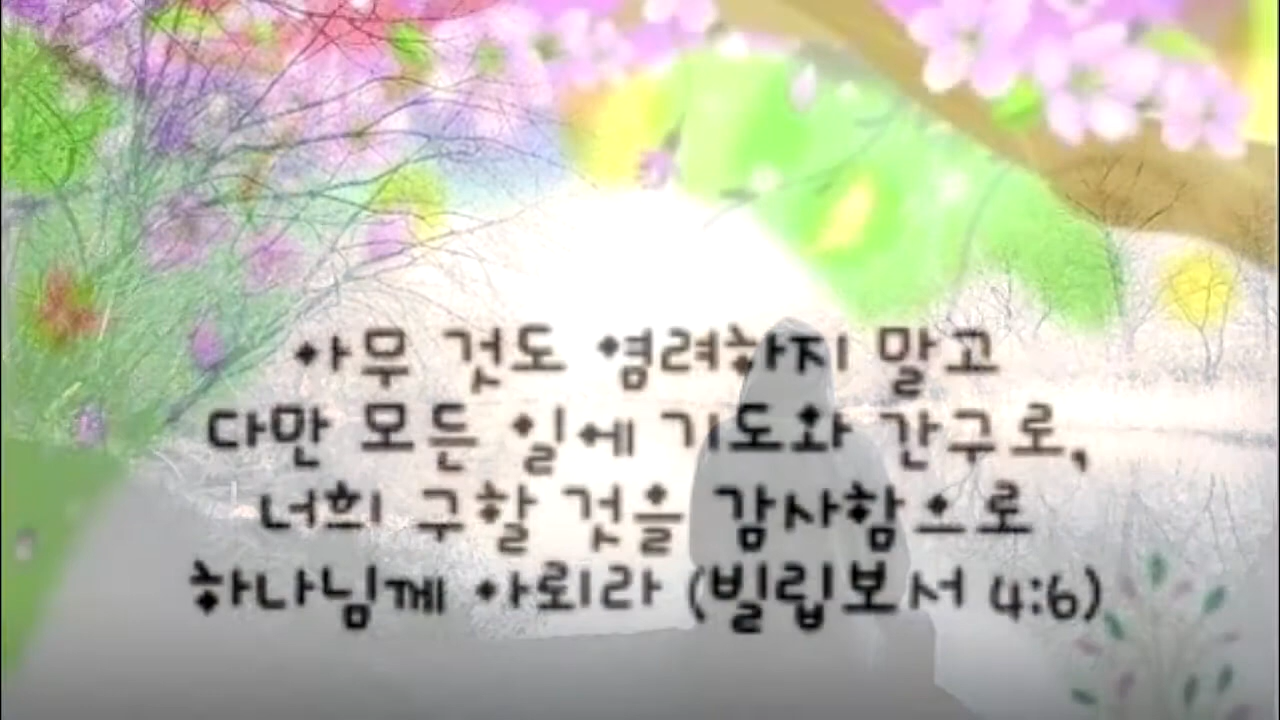 아무 것도 염려하지 말고
다만 모든 일에 기도와 간구로,
너희 구할 것을 감사함으로
하나님께 아뢰라 (빌립보서 4:6)